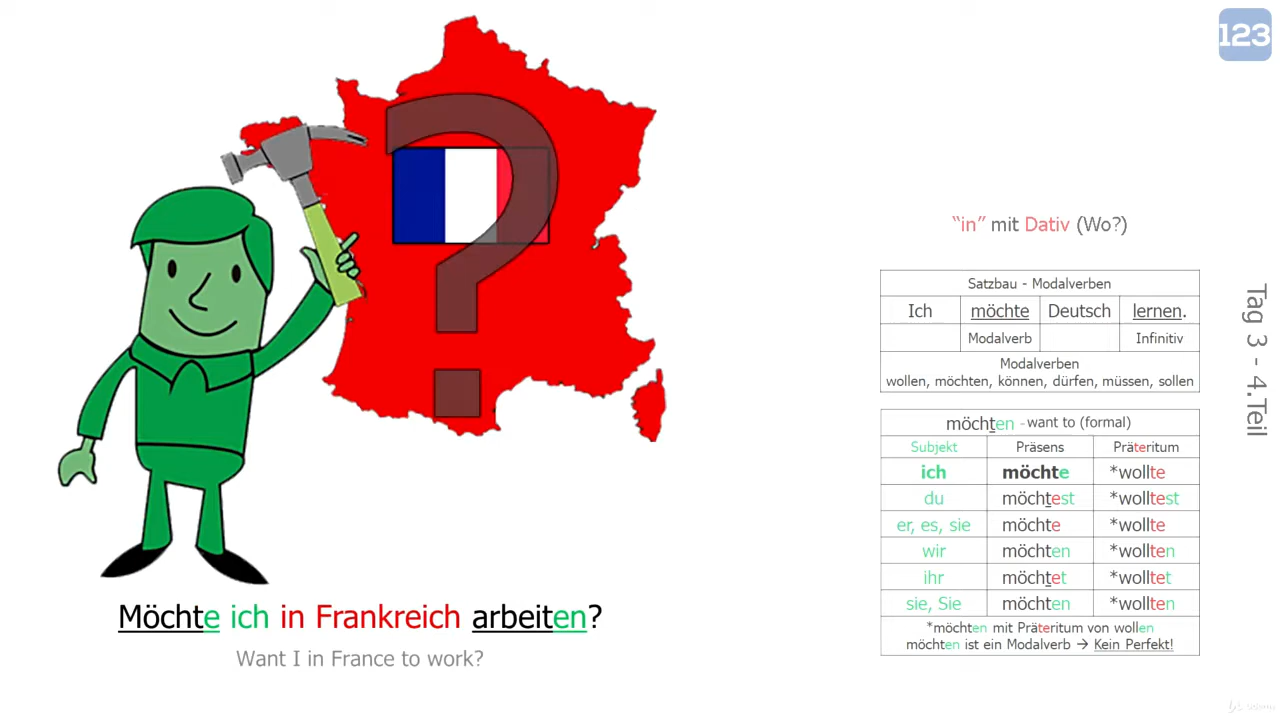 123
"in" mit Dativ (Wo?)
Satzbau - Modalverben
Ich möchte Deutsch lernen.
Modalverb Infinitiv
Modalverben
wollen, möchten, können, dürfen, müssen, sollen
möchten - want to (formal)
Subjekt Präsens Präteritum
ich möchte *wollte
du möchtest *wolltest
er, es, sie möchte *wollte
wir möchten *wollten
ihr möchtet *wolltet
sie, Sie möchten *wollten
*möchten mit Präteritum von wollen
möchten ist ein Modalverb → Kein Perfekt!
Tag 3 - 4.Teil
Möchte ich in Frankreich arbeiten?
Want I in France to work?